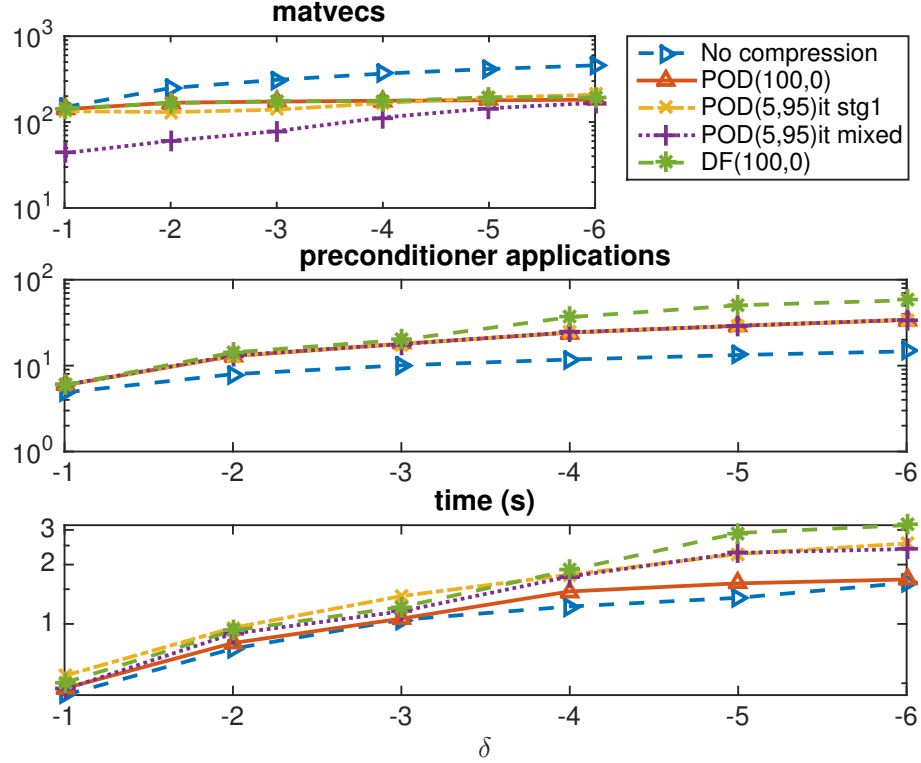 matvecs
10^3
10^2
10^1
-1 -2 -3 -4 -5 -6
No compression
POD(100,0)
POD(5,95)it stg1
POD(5,95)it mixed
DF(100,0)
preconditioner applications
10^2
10^1
10^0
-1 -2 -3 -4 -5 -6
time (s)
3
2
1
-1 -2 -3 -4 -5 -6
δ